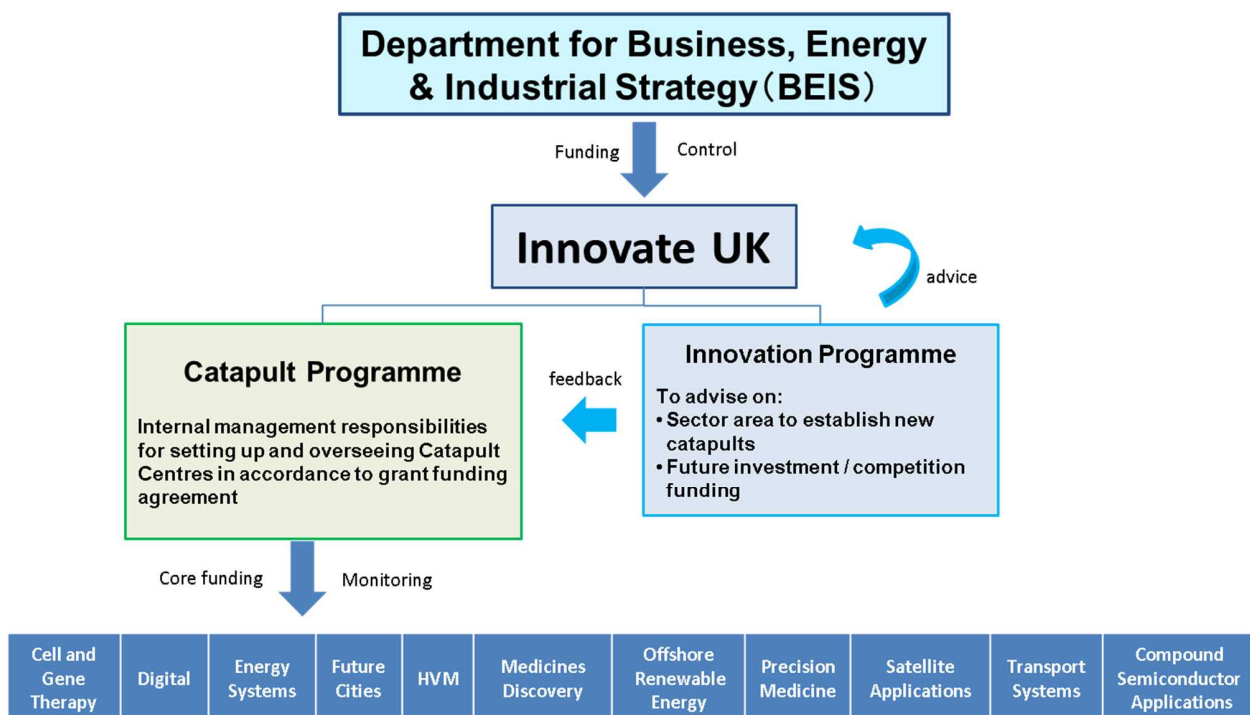 Department for Business, Energy
& Industrial Strategy（BEIS）
Funding
Control
Innovate UK
advice
Catapult Programme
Internal management responsibilities
for setting up and overseeing Catapult
Centres in accordance to grant funding
agreement
feedback
Innovation Programme
To advise on:
• Sector area to establish new
catapults
• Future investment / competition
funding
Core funding
Monitoring
Cell and
Gene
Therapy
Digital
Energy
Systems
Future
Cities
HVM
Medicines
Discovery
Offshore
Renewable
Energy
Precision
Medicine
Satellite
Applications
Transport
Systems
Compound
Semiconductor
Applications